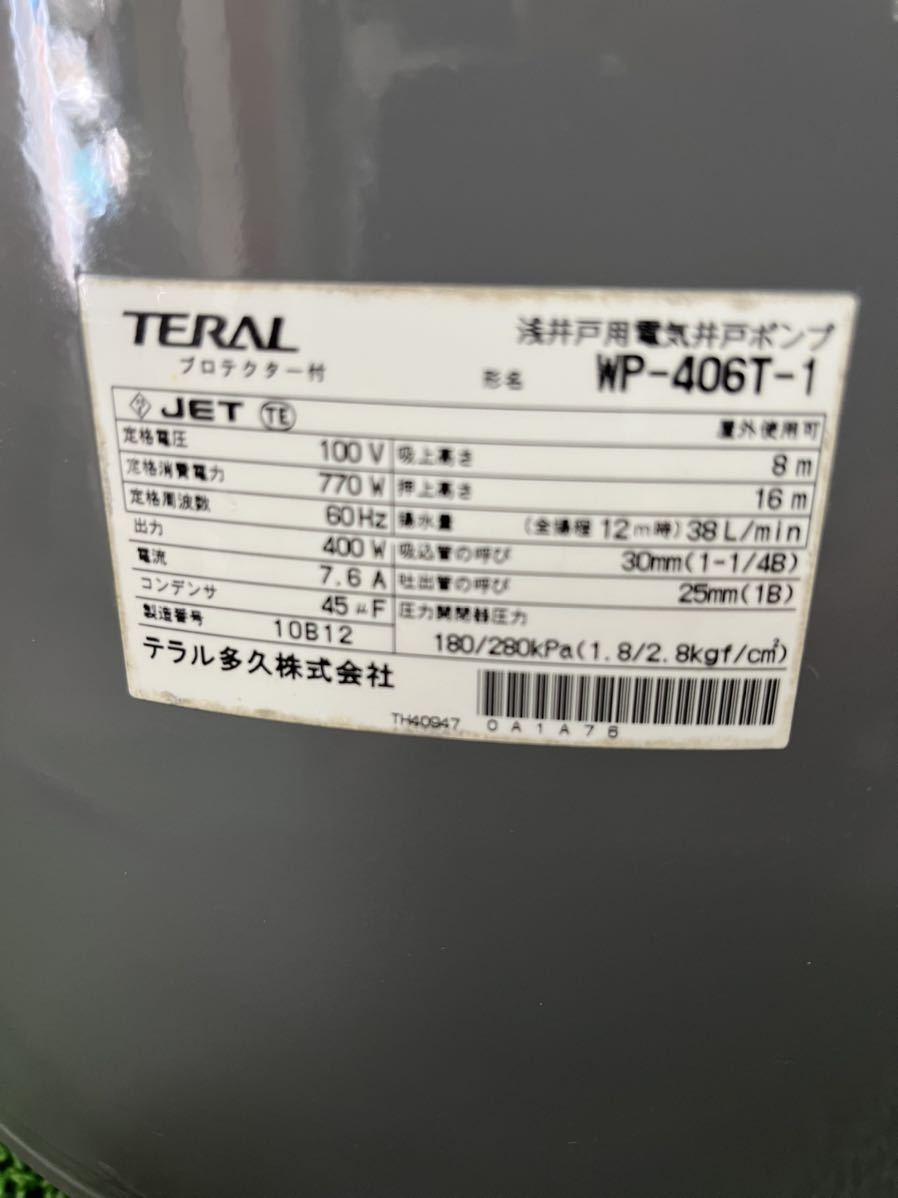 TERAL 浅井戸用電気井戸ポンプ
プロテクター付 形名 WP-406T-1
JET TE 屋外使用可
定格電圧 100 V 吸上高さ 8 m
定格消費電力 770 W 押上高さ 16 m
定格周波数 60Hz 揚水量 (全揚程 12m時) 38 L/min
出力 400 W 吸込管の呼び 30mm(1-1/4B)
電流 7.6 A 吐出管の呼び 25mm(1B)
コンデンサ 45 μF 圧力開閉器圧力
製造番号 10B12 180/280kPa(1.8/2.8kgf/cm²)
テラル多久株式会社
TH40947 0A1A76